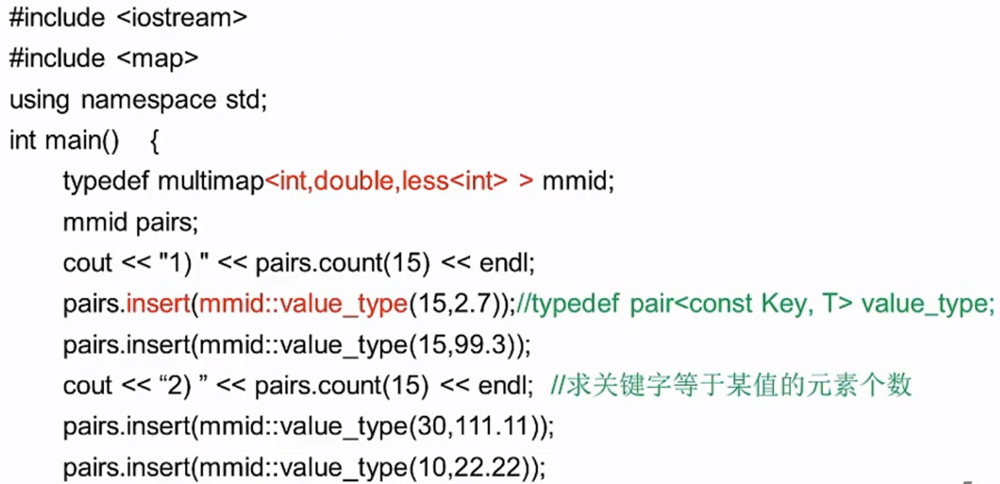 #include <iostream>
#include <map>
using namespace std;
int main() {
typedef multimap<int,double,less<int> > mmid;
mmid pairs;
cout << "1) " << pairs.count(15) << endl;
pairs.insert(mmid::value_type(15,2.7));//typedef pair<const Key, T> value_type;
pairs.insert(mmid::value_type(15,99.3));
cout << “2) ” << pairs.count(15) << endl; //求关键字等于某值的元素个数
pairs.insert(mmid::value_type(30,111.11));
pairs.insert(mmid::value_type(10,22.22));